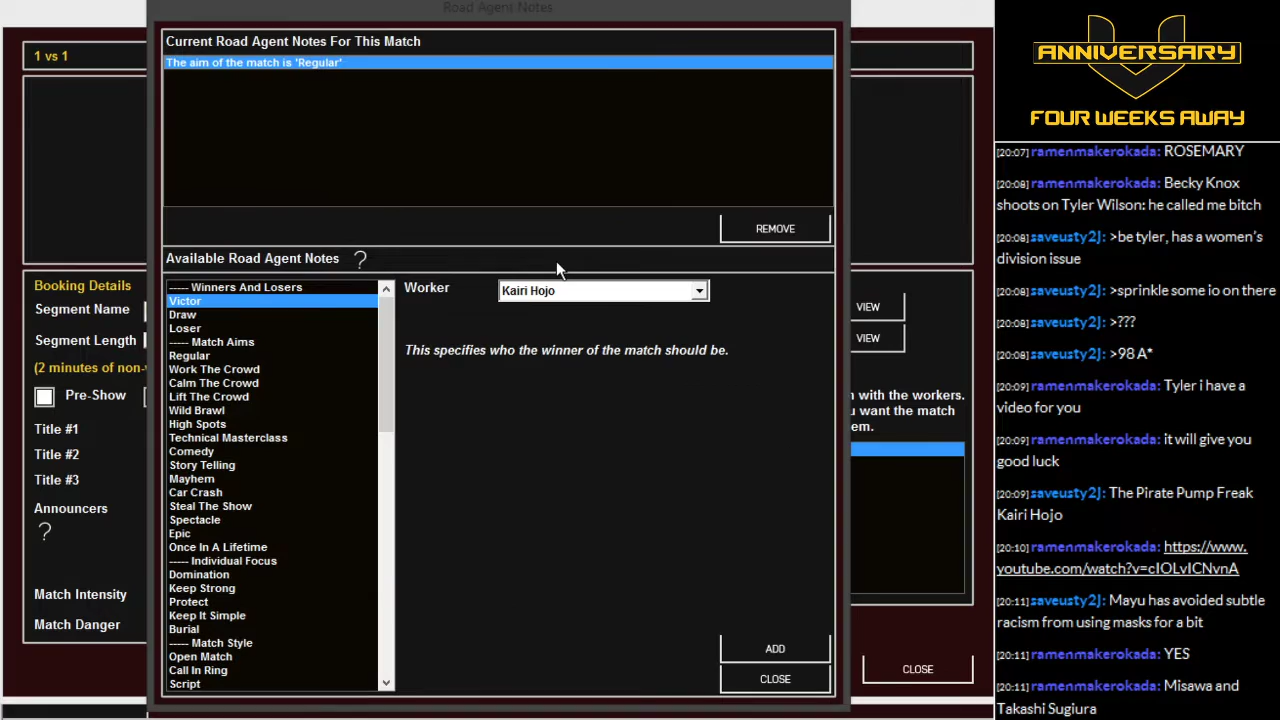 Road Agent Notes
Current Road Agent Notes For This Match
The aim of the match is 'Regular'
REMOVE
Available Road Agent Notes ?
----- Winners And Losers
Victor
Draw
Loser
----- Match Aims
Regular
Work The Crowd
Calm The Crowd
Lift The Crowd
Wild Brawl
High Spots
Technical Masterclass
Comedy
Story Telling
Mayhem
Car Crash
Steal The Show
Spectacle
Epic
Once In A Lifetime
----- Individual Focus
Domination
Keep Strong
Protect
Keep It Simple
Burial
----- Match Style
Open Match
Call In Ring
Script
Worker
Kairi Hojo
This specifies who the winner of the match should be.
ADD
CLOSE
1 vs 1
Booking Details
Segment Name
Segment Length
(2 minutes of non-
Pre-Show
Title #1
Title #2
Title #3
Announcers
?
Match Intensity
Match Danger
VIEW
VIEW
with the workers.
want the match
em.
CLOSE
ANNIVERSARY
FOUR WEEKS AWAY
[20:07] ramenmakerokada: ROSEMARY
[20:08] ramenmakerokada: Becky Knox
shoots on Tyler Wilson: he called me bitch
[20:08] saveusty2J: >be tyler, has a women's
division issue
[20:08] saveusty2J: >sprinkle some io on there
[20:08] saveusty2J: >???
[20:08] saveusty2J: >98 A*
[20:09] ramenmakerokada: Tyler i have a
video for you
[20:09] ramenmakerokada: it will give you
good luck
[20:09] saveusty2J: The Pirate Pump Freak
Kairi Hojo
[20:10] ramenmakerokada: https://www.
youtube.com/watch?v=cIOLvICNvnA
[20:11] saveusty2J: Mayu has avoided subtle
racism from using masks for a bit
[20:11] ramenmakerokada: YES
[20:11] ramenmakerokada: Misawa and
Takashi Sugiura